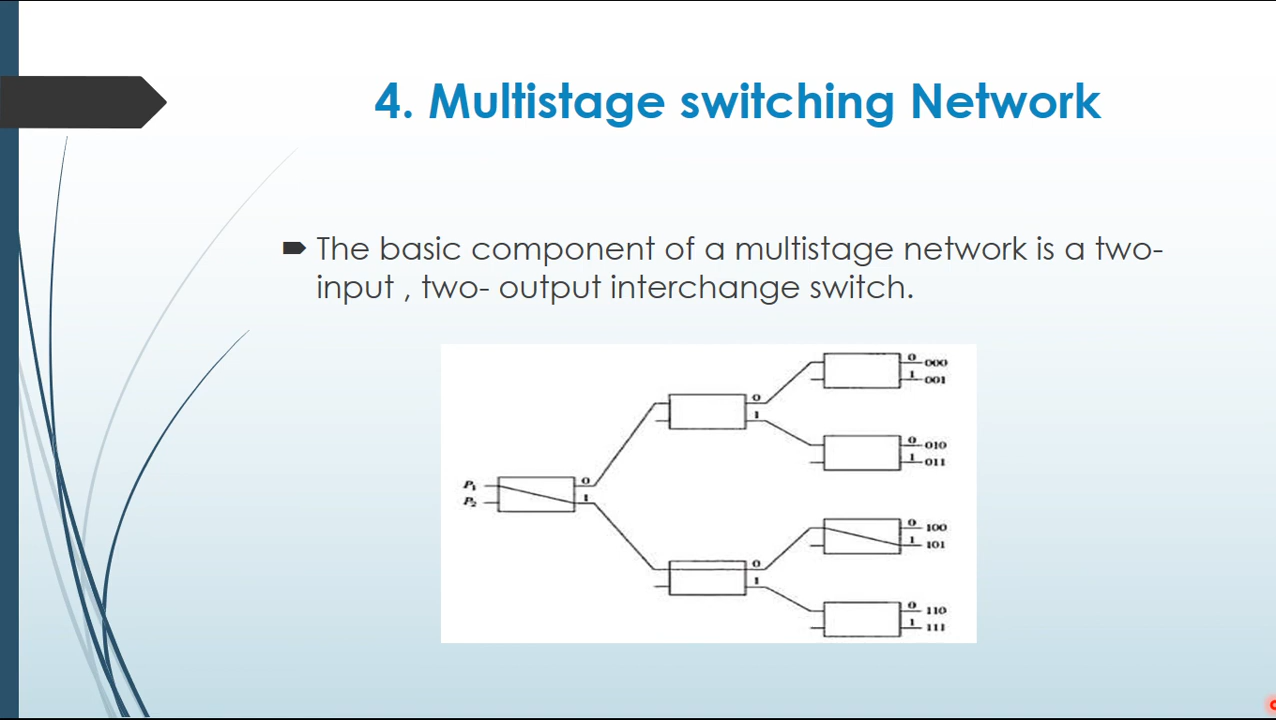 4. Multistage switching Network
The basic component of a multistage network is a two-
input , two- output interchange switch.
0 000
1 001
0
1
0 010
1 011
P₁ 0
P₂ 1
0 100
1 101
0
1
0 110
1 111